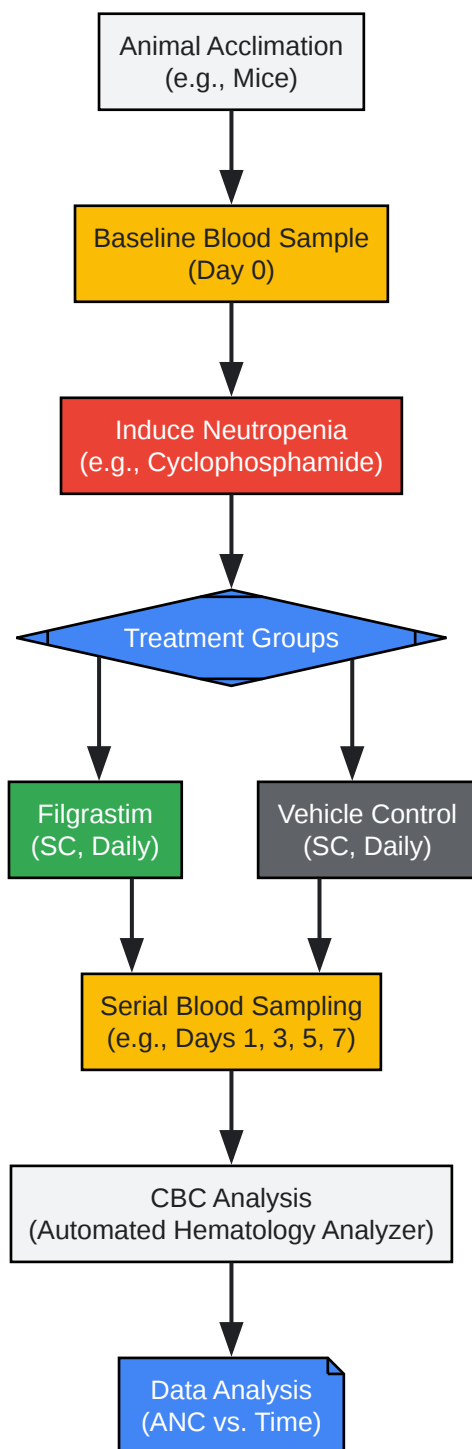 Animal Acclimation
(e.g., Mice)
Baseline Blood Sample
(Day 0)
Induce Neutropenia
(e.g., Cyclophosphamide)
Treatment Groups
Filgrastim
(SC, Daily)
Vehicle Control
(SC, Daily)
Serial Blood Sampling
(e.g., Days 1, 3, 5, 7)
CBC Analysis
(Automated Hematology Analyzer)
Data Analysis
(ANC vs. Time)